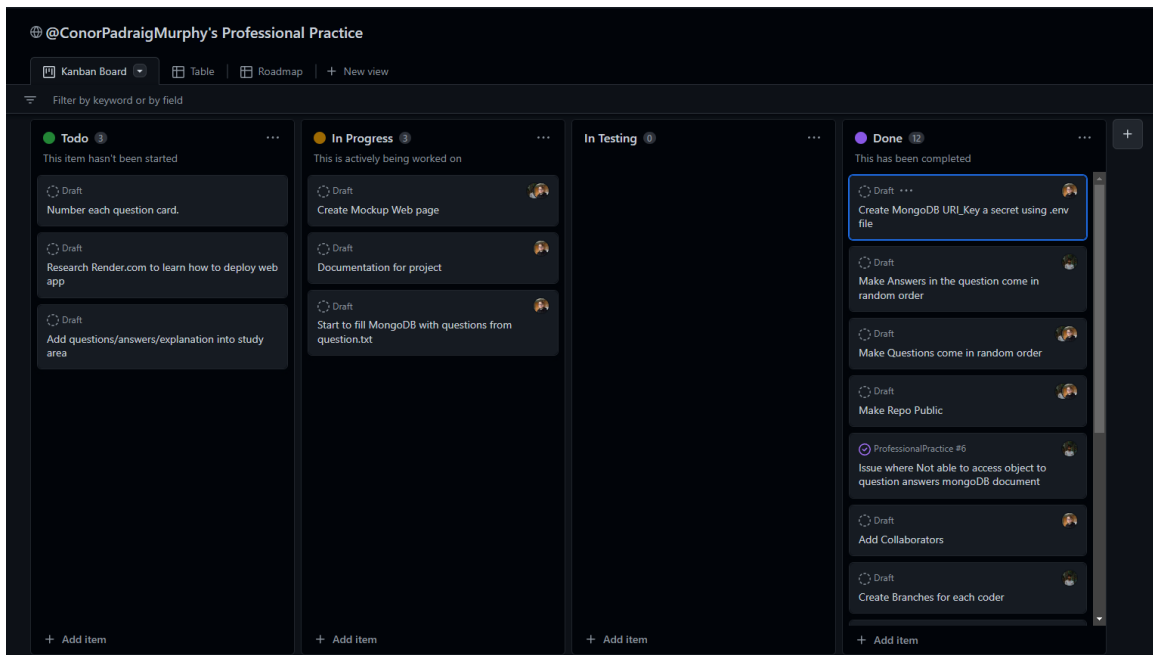 @ConorPadraigMurphy's Professional Practice
Kanban Board
Table
Roadmap
+ New view
Filter by keyword or by field
Todo 3
This item hasn't been started
Draft
Number each question card.
Draft
Research Render.com to learn how to deploy web
app
Draft
Add questions/answers/explanation into study
area
+ Add item
In Progress 3
This is actively being worked on
Draft
Create Mockup Web page
Draft
Documentation for project
Draft
Start to fill MongoDB with questions from
question.txt
+ Add item
In Testing 0
+ Add item
Done 12
This has been completed
Draft
Create MongoDB URI_Key a secret using .env
file
Draft
Make Answers in the question come in
random order
Draft
Make Questions come in random order
Draft
Make Repo Public
ProfessionalPractice #6
Issue where Not able to access object to
question answers mongoDB document
Draft
Add Collaborators
Draft
Create Branches for each coder
+ Add item
+